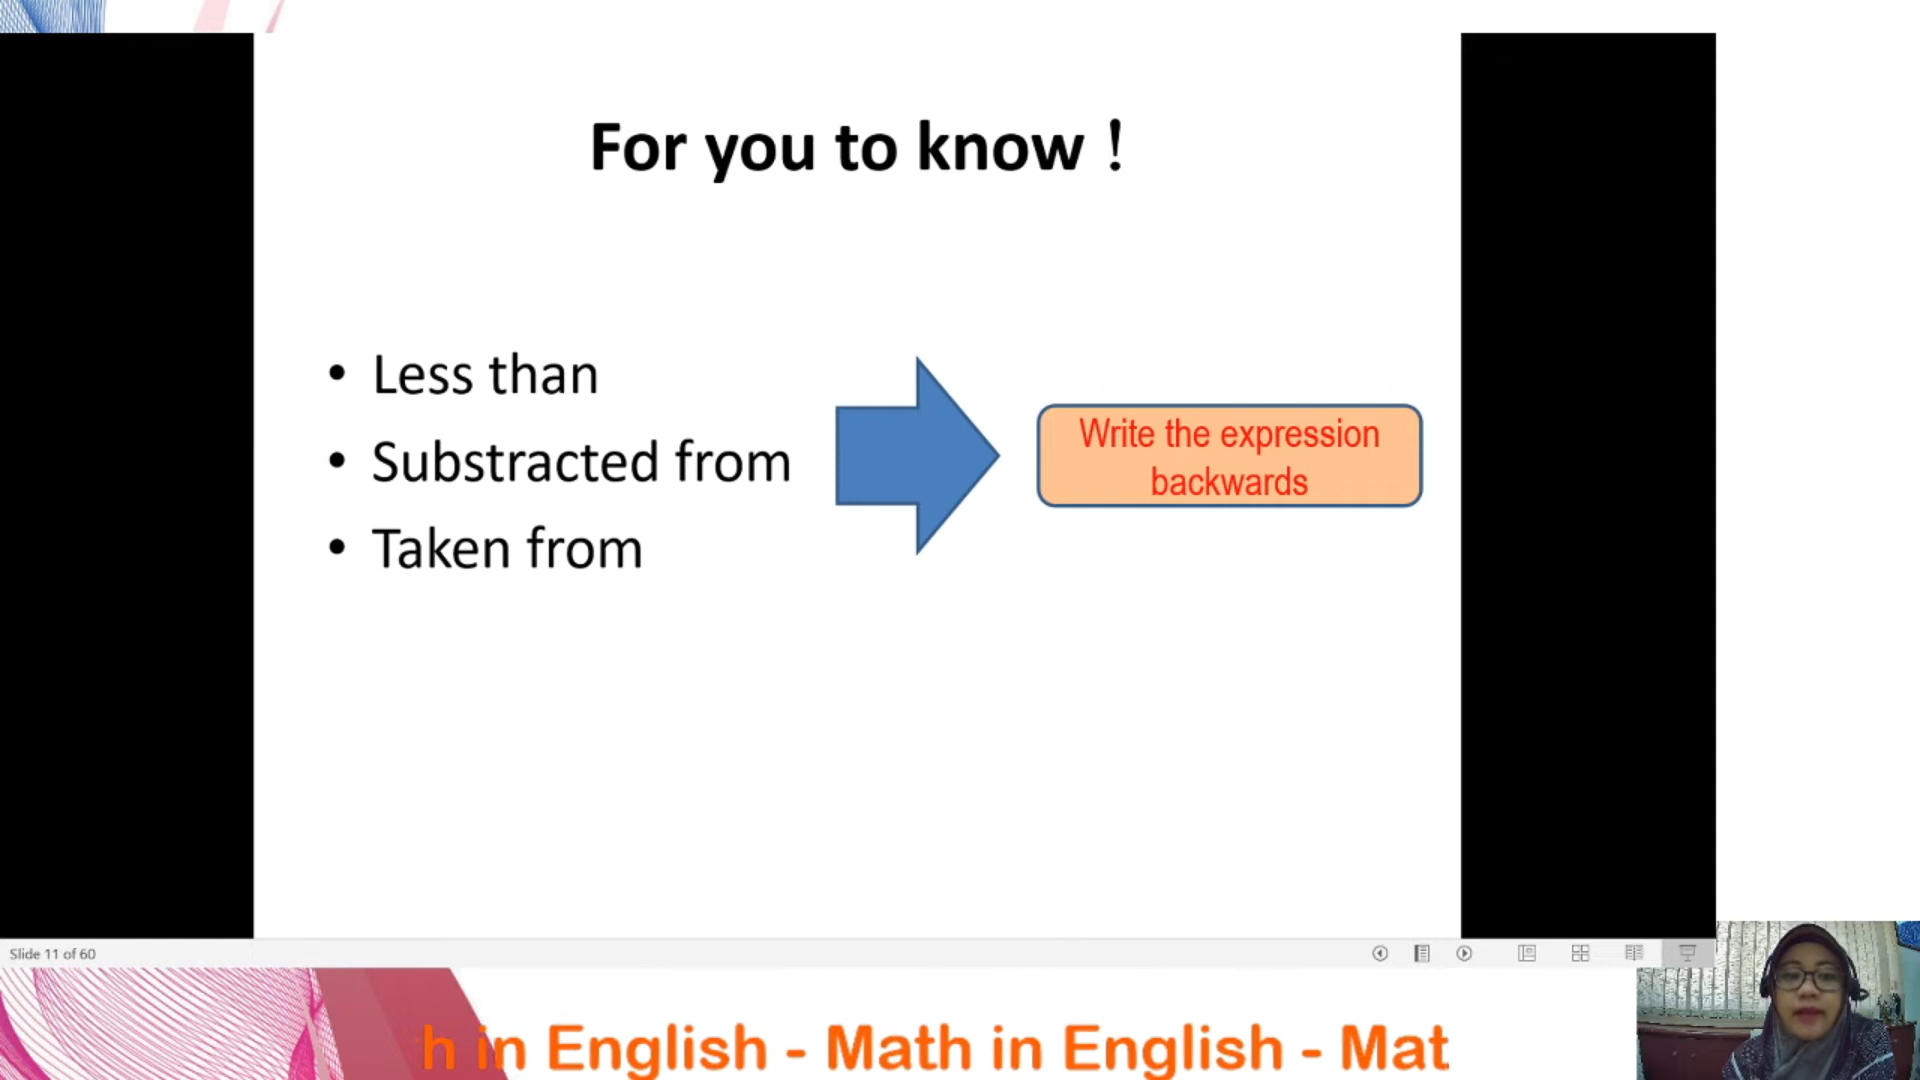 For you to know !
• Less than
• Substracted from
• Taken from
Write the expression
backwards
Slide 11 of 60
h in English - Math in English - Mat